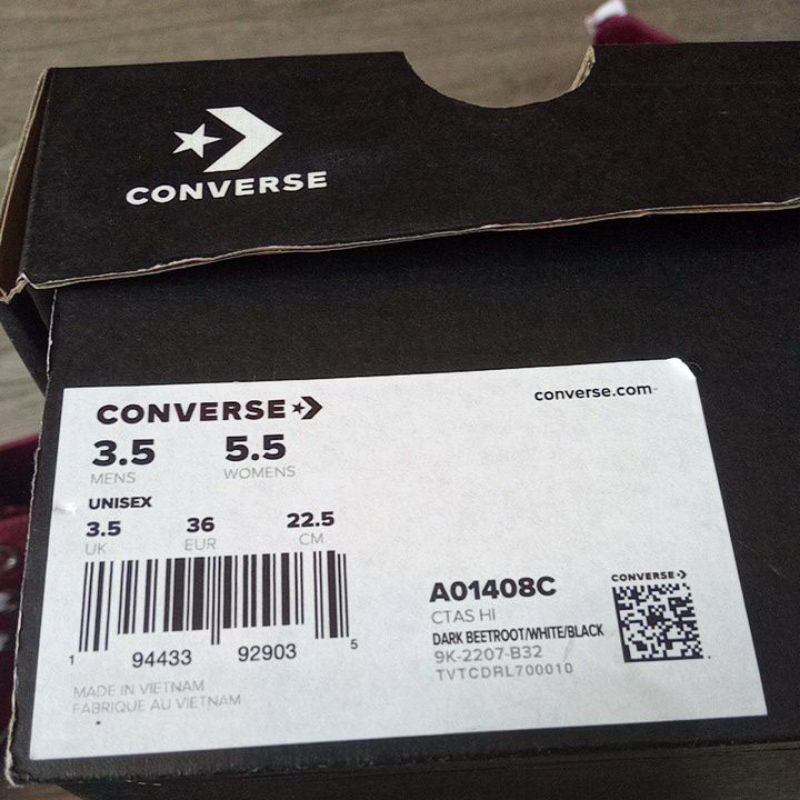 CONVERSE
CONVERSE
converse.com
3.5 5.5
MENS WOMENS
UNISEX
3.5 36 22.5
UK EUR CM
1 94433 92903 5
MADE IN VIETNAM
FABRIQUE AU VIETNAM
CONVERSE
A01408C
CTAS HI
DARK BEETROOT/WHITE/BLACK
9K-2207-B32
TVTCDRL700010